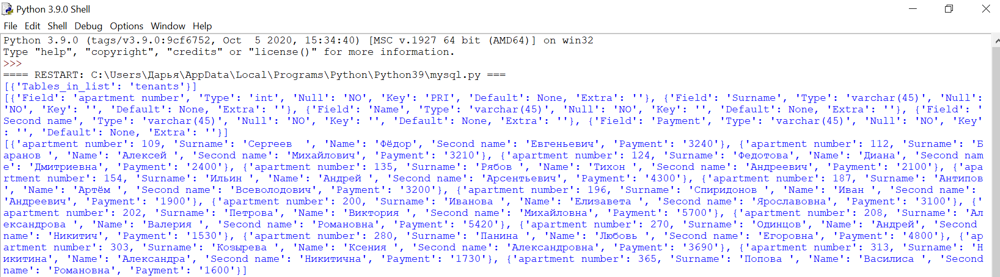 Python 3.9.0 Shell
File Edit Shell Debug Options Window Help
Python 3.9.0 (tags/v3.9.0:9cf6752, Oct  5 2020, 15:34:40) [MSC v.1927 64 bit (AMD64)] on win32
Type "help", "copyright", "credits" or "license()" for more information.
>>>
==== RESTART: C:\Users\Дарья\AppData\Local\Programs\Python\Python39\mysql.py ===
[{'Tables_in_list': 'tenants'}]
[{'Field': 'apartment number', 'Type': 'int', 'Null': 'NO', 'Key': 'PRI', 'Default': None, 'Extra': ''}, {'Field': 'Surname', 'Type': 'varchar(45)', 'Null':
'NO', 'Key': '', 'Default': None, 'Extra': ''}, {'Field': 'Name', 'Type': 'varchar(45)', 'Null': 'NO', 'Key': '', 'Default': None, 'Extra': ''}, {'Field': '
Second name', 'Type': 'varchar(45)', 'Null': 'NO', 'Key': '', 'Default': None, 'Extra': ''}, {'Field': 'Payment', 'Type': 'varchar(45)', 'Null': 'NO', 'Key'
: '', 'Default': None, 'Extra': ''}]
[{'apartment number': 109, 'Surname': 'Сергеев  ', 'Name': 'Фёдор', 'Second name': 'Евгеньевич', 'Payment': '3240'}, {'apartment number': 112, 'Surname': 'Б
аранов ', 'Name': 'Алексей ', 'Second name': 'Михайлович', 'Payment': '3210'}, {'apartment number': 124, 'Surname': 'Федотова', 'Name': 'Диана', 'Second nam
e': 'Дмитриевна', 'Payment': '2400'}, {'apartment number': 135, 'Surname': 'Рябов ', 'Name': 'Тихон ', 'Second name': 'Андреевич', 'Payment': '2100'}, {'apa
rtment number': 154, 'Surname': 'Ильин ', 'Name': 'Андрей ', 'Second name': 'Арсентьевич', 'Payment': '4300'}, {'apartment number': 187, 'Surname': 'Антипов
', 'Name': 'Артём ', 'Second name': 'Всеволодович', 'Payment': '3200'}, {'apartment number': 196, 'Surname': 'Спиридонов ', 'Name': 'Иван ', 'Second name':
'Андреевич', 'Payment': '1900'}, {'apartment number': 200, 'Surname': 'Иванова ', 'Name': 'Елизавета ', 'Second name': 'Ярославовна', 'Payment': '3100'}, {'
apartment number': 202, 'Surname': 'Петрова', 'Name': 'Виктория ', 'Second name': 'Михайловна', 'Payment': '5700'}, {'apartment number': 208, 'Surname': 'Ал
ександрова ', 'Name': 'Валерия ', 'Second name': 'Романовна', 'Payment': '5420'}, {'apartment number': 270, 'Surname': 'Одинцов', 'Name': 'Андрей', 'Second
name': 'Никитич', 'Payment': '1530'}, {'apartment number': 280, 'Surname': 'Панина ', 'Name': 'Любовь ', 'Second name': 'Егоровна', 'Payment': '4800'}, {'ap
artment number': 303, 'Surname': 'Козырева ', 'Name': 'Ксения ', 'Second name': 'Александровна', 'Payment': '3690'}, {'apartment number': 313, 'Surname': 'Н
икитина', 'Name': 'Александра', 'Second name': 'Никитична', 'Payment': '1730'}, {'apartment number': 365, 'Surname': 'Попова ', 'Name': 'Василиса ', 'Second
name': 'Романовна', 'Payment': '1600'}]